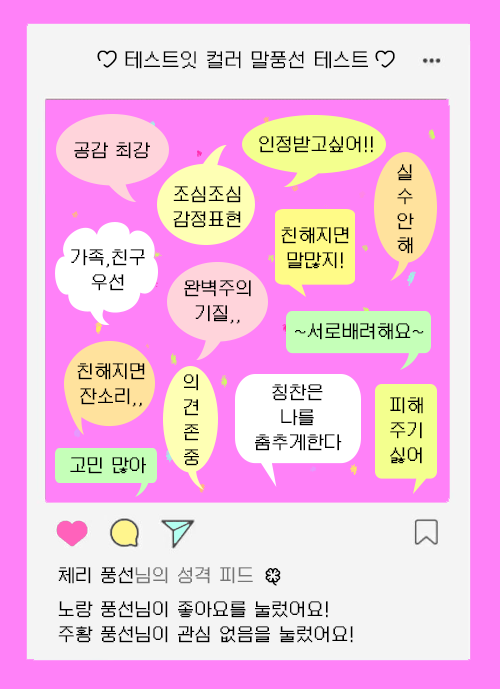 ♡ 테스트잇 컬러 말풍선 테스트 ♡
공감 최강
인정받고싶어!!
조심조심
감정표현
실
수
안
해
친해지면
말많지!
가족,친구
우선
완벽주의
기질,,
~서로배려해요~
친해지면
잔소리,,
의
견
존
중
칭찬은
나를
춤추게한다
피해
주기
싫어
고민 많아
체리 풍선님의 성격 피드
노랑 풍선님이 좋아요를 눌렀어요!
주황 풍선님이 관심 없음을 눌렀어요!